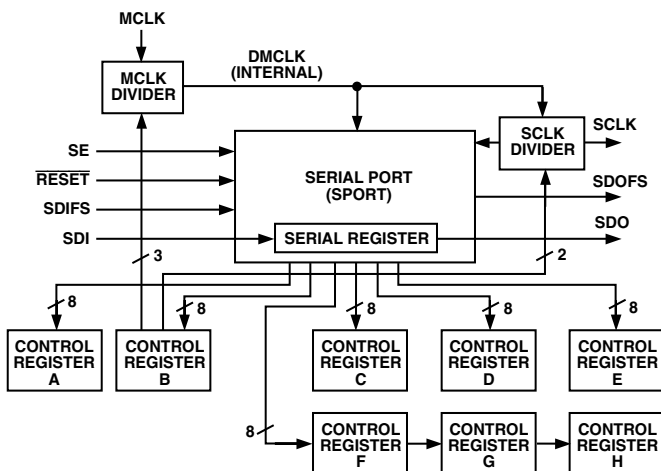 MCLK
MCLK
DIVIDER
DMCLK
(INTERNAL)
SE
RESET
SDIFS
SDI
SERIAL PORT
(SPORT)
SERIAL REGISTER
SCLK
DIVIDER
SCLK
SDOFS
SDO
3
2
8
8
8
8
8
CONTROL
REGISTER
A
CONTROL
REGISTER
B
CONTROL
REGISTER
C
CONTROL
REGISTER
D
CONTROL
REGISTER
E
8
CONTROL
REGISTER
F
CONTROL
REGISTER
G
CONTROL
REGISTER
H